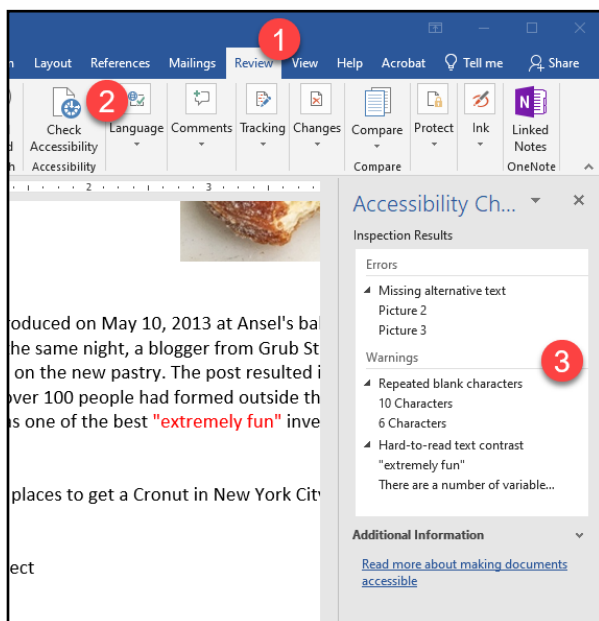 1
Layout References Mailings Review View Help Acrobat Tell me Share
2
Check Accessibility
Language
Comments
Tracking
Changes
Compare
Protect
Ink
Linked Notes
Accessibility
Compare
OneNote
2 3
Accessibility Ch...
Inspection Results
Errors
Missing alternative text
Picture 2
Picture 3
Warnings
3
Repeated blank characters
10 Characters
6 Characters
Hard-to-read text contrast
"extremely fun"
There are a number of variable...
Additional Information
Read more about making documents
accessible
oduced on May 10, 2013 at Ansel's ba
he same night, a blogger from Grub St
on the new pastry. The post resulted i
over 100 people had formed outside th
s one of the best "extremely fun" inve
places to get a Cronut in New York City
ect